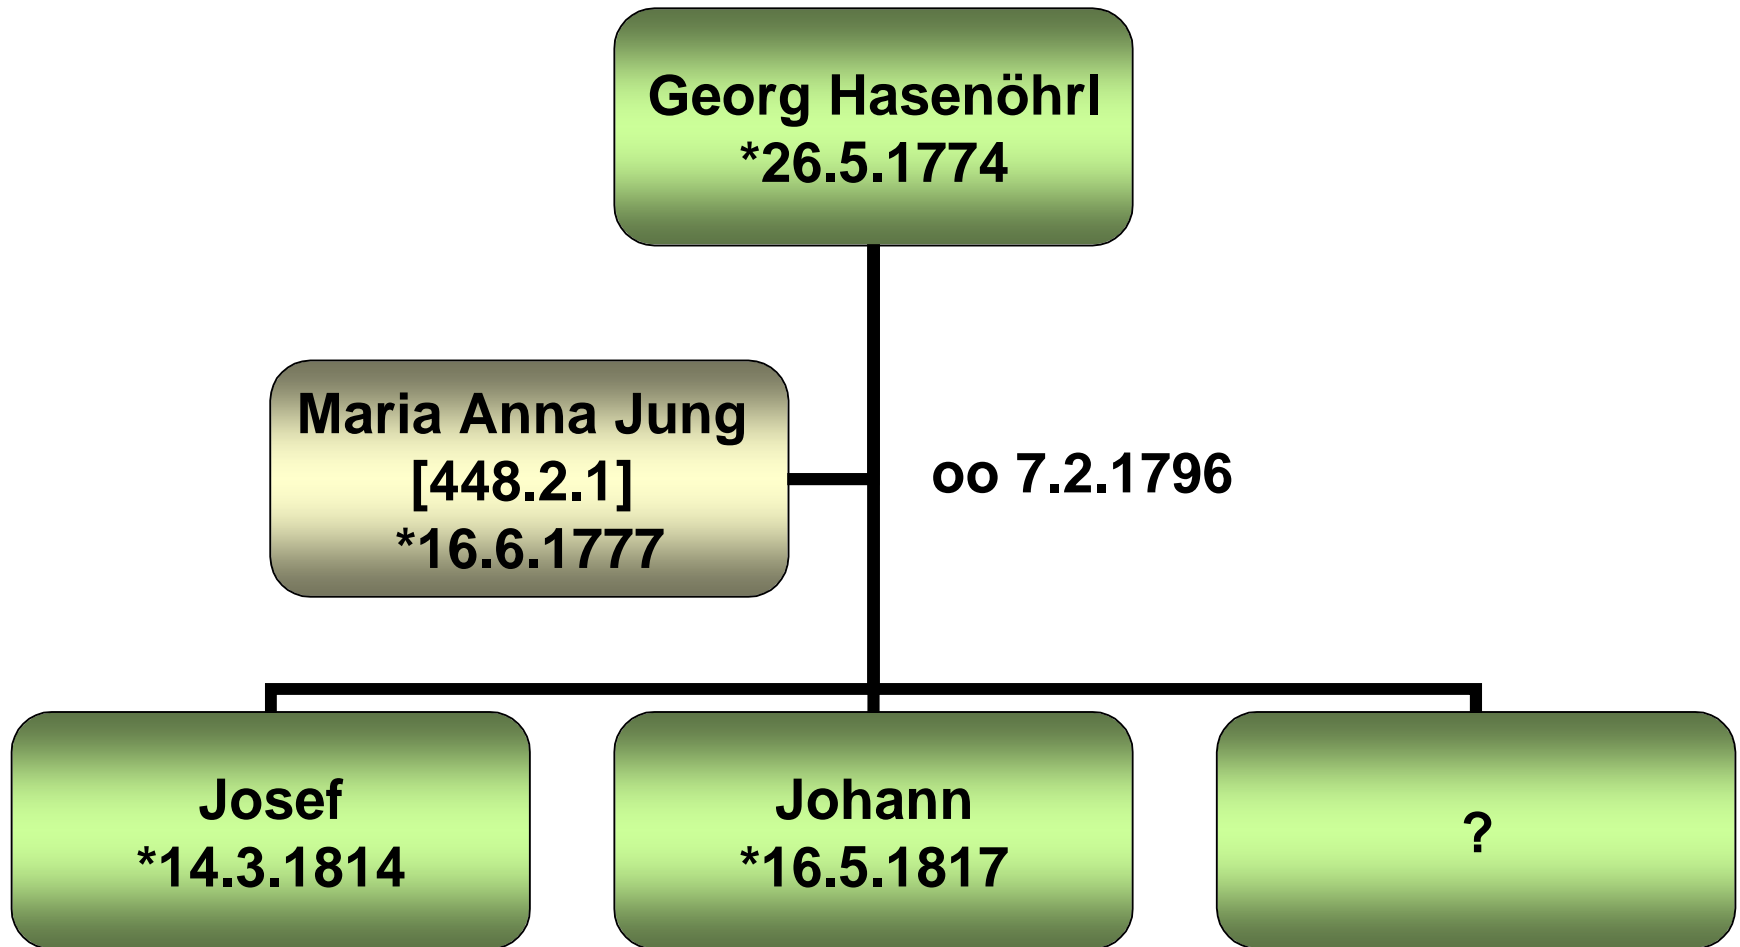 Georg Hasenöhrl
*26.5.1774
Maria Anna Jung
[448.2.1]
*16.6.1777
oo 7.2.1796
Josef
*14.3.1814
Johann
*16.5.1817
?